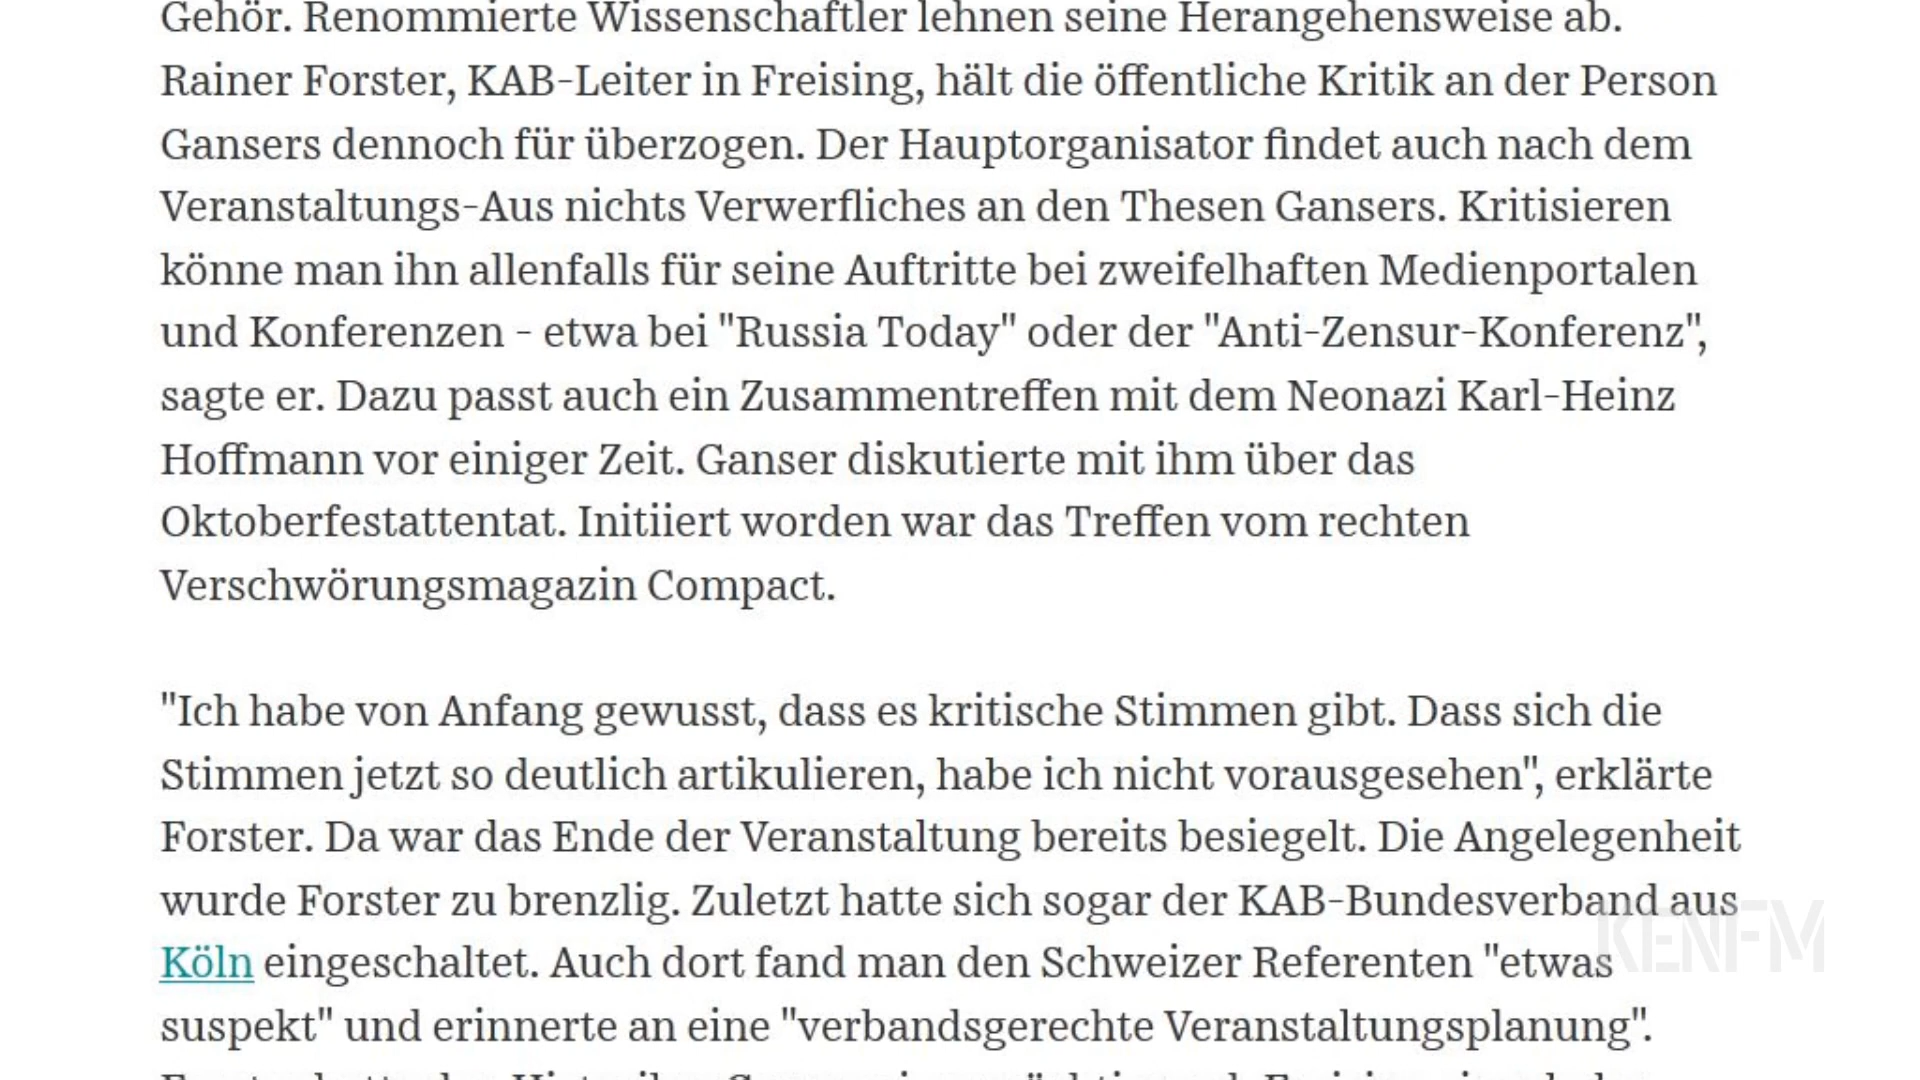 Gehör. Renommierte Wissenschaftler lehnen seine Herangehensweise ab.
Rainer Forster, KAB-Leiter in Freising, hält die öffentliche Kritik an der Person
Gansers dennoch für überzogen. Der Hauptorganisator findet auch nach dem
Veranstaltungs-Aus nichts Verwerfliches an den Thesen Gansers. Kritisieren
könne man ihn allenfalls für seine Auftritte bei zweifelhaften Medienportalen
und Konferenzen - etwa bei "Russia Today" oder der "Anti-Zensur-Konferenz",
sagte er. Dazu passt auch ein Zusammentreffen mit dem Neonazi Karl-Heinz
Hoffmann vor einiger Zeit. Ganser diskutierte mit ihm über das
Oktoberfestattentat. Initiiert worden war das Treffen vom rechten
Verschwörungsmagazin Compact.
"Ich habe von Anfang gewusst, dass es kritische Stimmen gibt. Dass sich die
Stimmen jetzt so deutlich artikulieren, habe ich nicht vorausgesehen", erklärte
Forster. Da war das Ende der Veranstaltung bereits besiegelt. Die Angelegenheit
wurde Forster zu brenzlig. Zuletzt hatte sich sogar der KAB-Bundesverband aus
Köln eingeschaltet. Auch dort fand man den Schweizer Referenten "etwas
suspekt" und erinnerte an eine "verbandsgerechte Veranstaltungsplanung".
KENFM